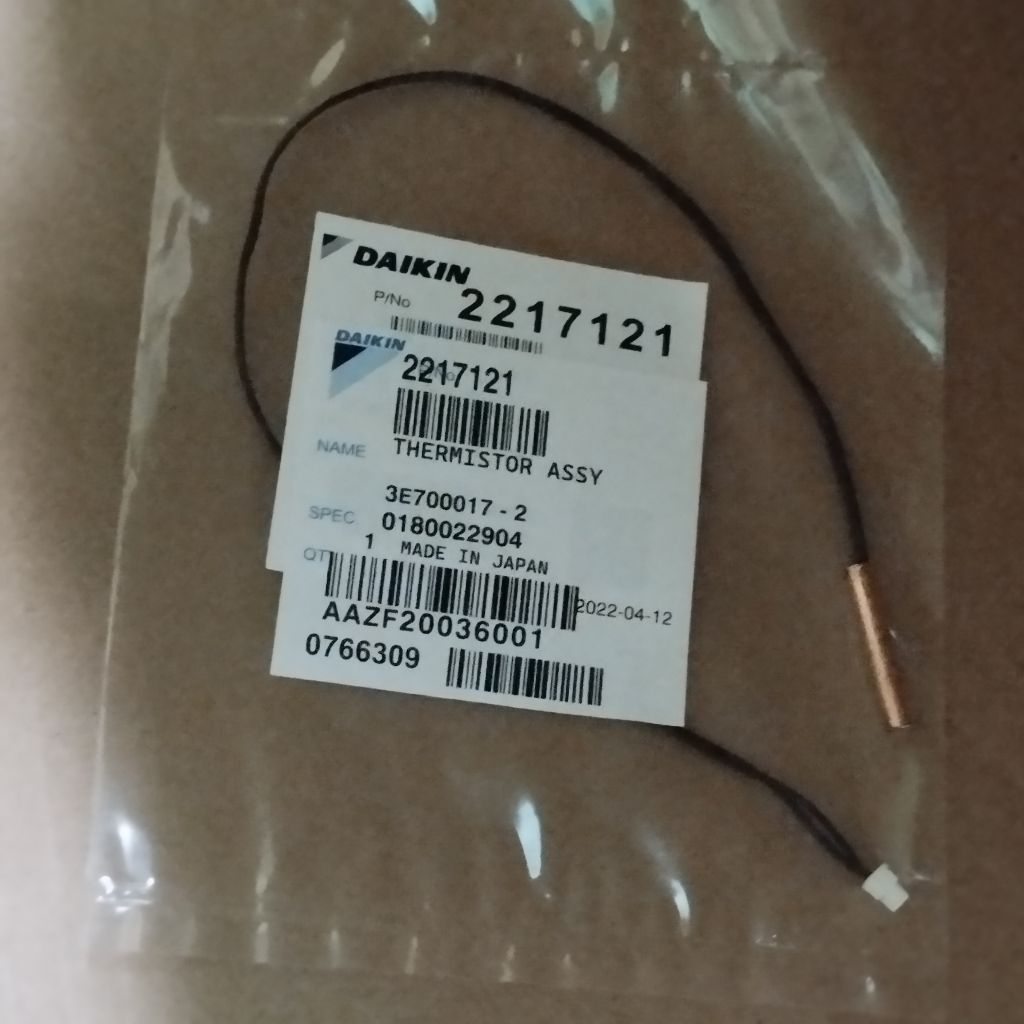 DAIKIN
P/No 2217121
DAIKIN
2217121
NAME THERMISTOR ASSY
3E700017-2
SPEC 0180022904
QTY 1 MADE IN JAPAN
2022-04-12
AAZF20036001
0766309